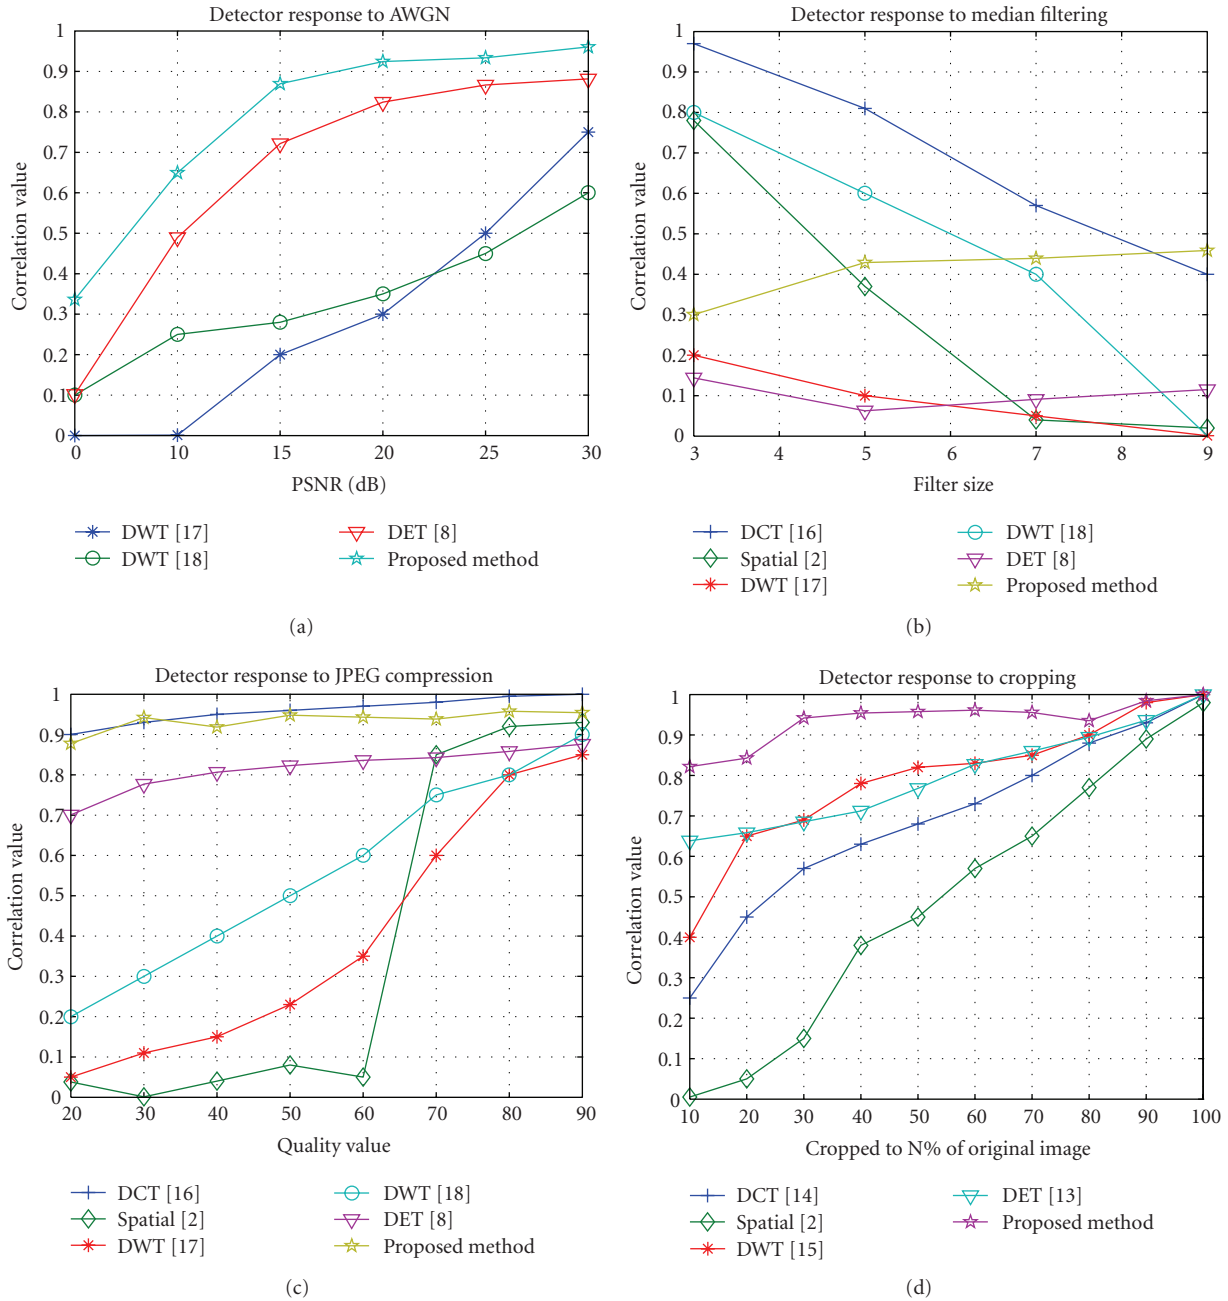 Detector response to AWGN
1
0.9
0.8
0.7
0.6
0.5
0.4
0.3
0.2
0.1
0
Correlation value
0 10 15 20 25 30
PSNR (dB)
DWT [17]
DWT [18]
DET [8]
Proposed method
(a)
Detector response to median filtering
1
0.9
0.8
0.7
0.6
0.5
0.4
0.3
0.2
0.1
0
Correlation value
3 4 5 6 7 8 9
Filter size
DCT [16]
Spatial [2]
DWT [17]
DWT [18]
DET [8]
Proposed method
(b)
Detector response to JPEG compression
1
0.9
0.8
0.7
0.6
0.5
0.4
0.3
0.2
0.1
0
Correlation value
20 30 40 50 60 70 80 90
Quality value
DCT [16]
Spatial [2]
DWT [17]
DWT [18]
DET [8]
Proposed method
(c)
Detector response to cropping
1
0.9
0.8
0.7
0.6
0.5
0.4
0.3
0.2
0.1
0
Correlation value
10 20 30 40 50 60 70 80 90 100
Cropped to N% of original image
DCT [14]
Spatial [2]
DWT [15]
DET [13]
Proposed method
(d)